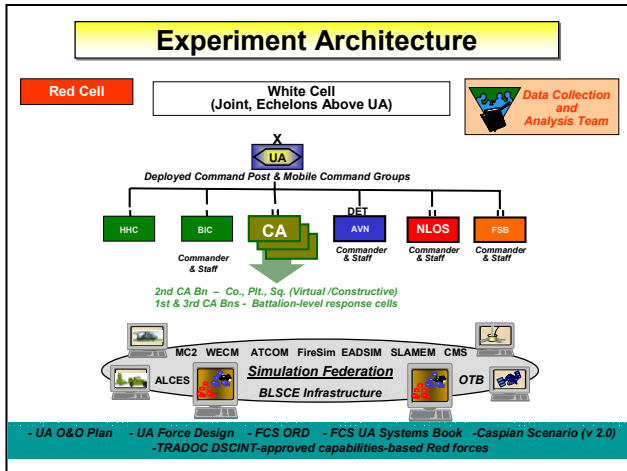 Experiment Architecture
Red Cell
White Cell
(Joint, Echelons Above UA)
Data Collection
and
Analysis Team
X
UA
Deployed Command Post & Mobile Command Groups
HHC
BIC
Commander
& Staff
II
CA
DET
AVN
Commander
& Staff
II
NLOS
Commander
& Staff
II
FSB
Commander
& Staff
2nd CA Bn – Co., Plt., Sq. (Virtual /Constructive)
1st & 3rd CA Bns - Battalion-level response cells
MC2 WECM ATCOM FireSim EADSIM SLAMEM CMS
ALCES
Simulation Federation
OTB
BLSCE Infrastructure
- UA O&O Plan - UA Force Design - FCS ORD - FCS UA Systems Book -Caspian Scenario (v 2.0)
-TRADOC DSCINT-approved capabilities-based Red forces